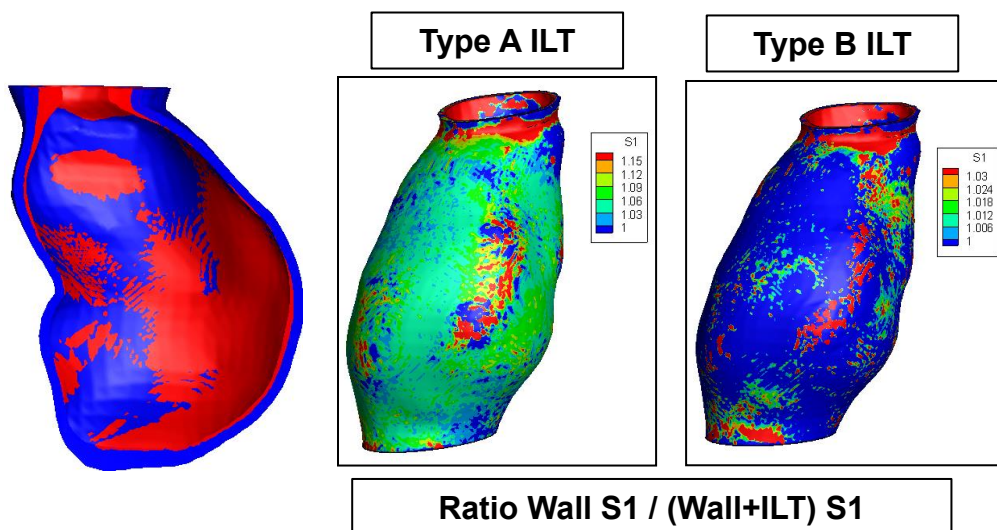 Type A ILT
Type B ILT
S1
1.15
1.12
1.09
1.06
1.03
1
S1
1.03
1.024
1.018
1.012
1.006
1
Ratio Wall S1 / (Wall+ILT) S1